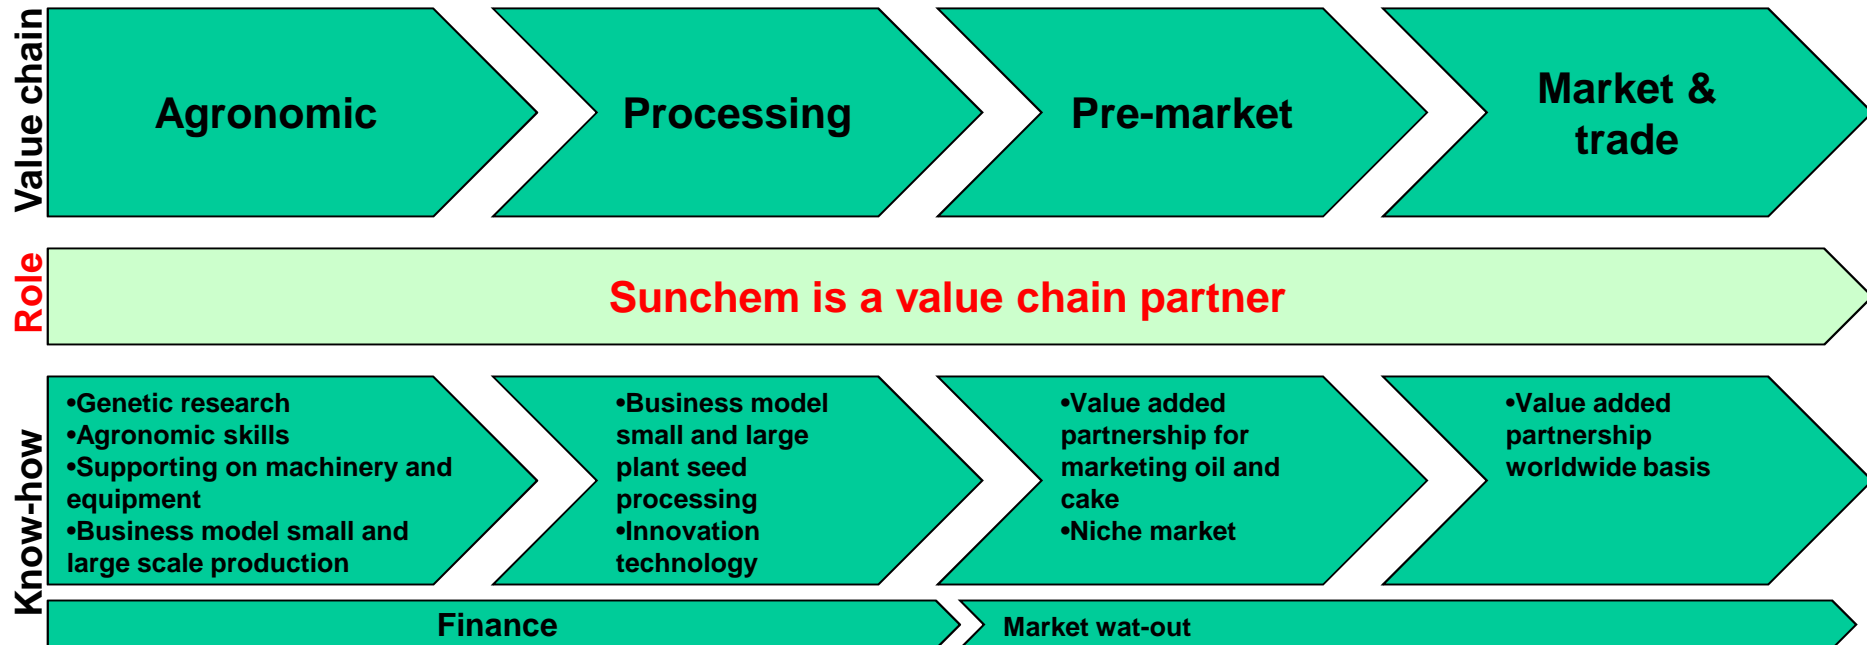 Value chain
Agronomic
Processing
Pre-market
Market &
trade
Role
Sunchem is a value chain partner
Know-how
•Genetic research
•Agronomic skills
•Supporting on machinery and
equipment
•Business model small and
large scale production
•Business model
small and large
plant seed
processing
•Innovation
technology
•Value added
partnership for
marketing oil and
cake
•Niche market
•Value added
partnership
worldwide basis
Finance
Market wat-out